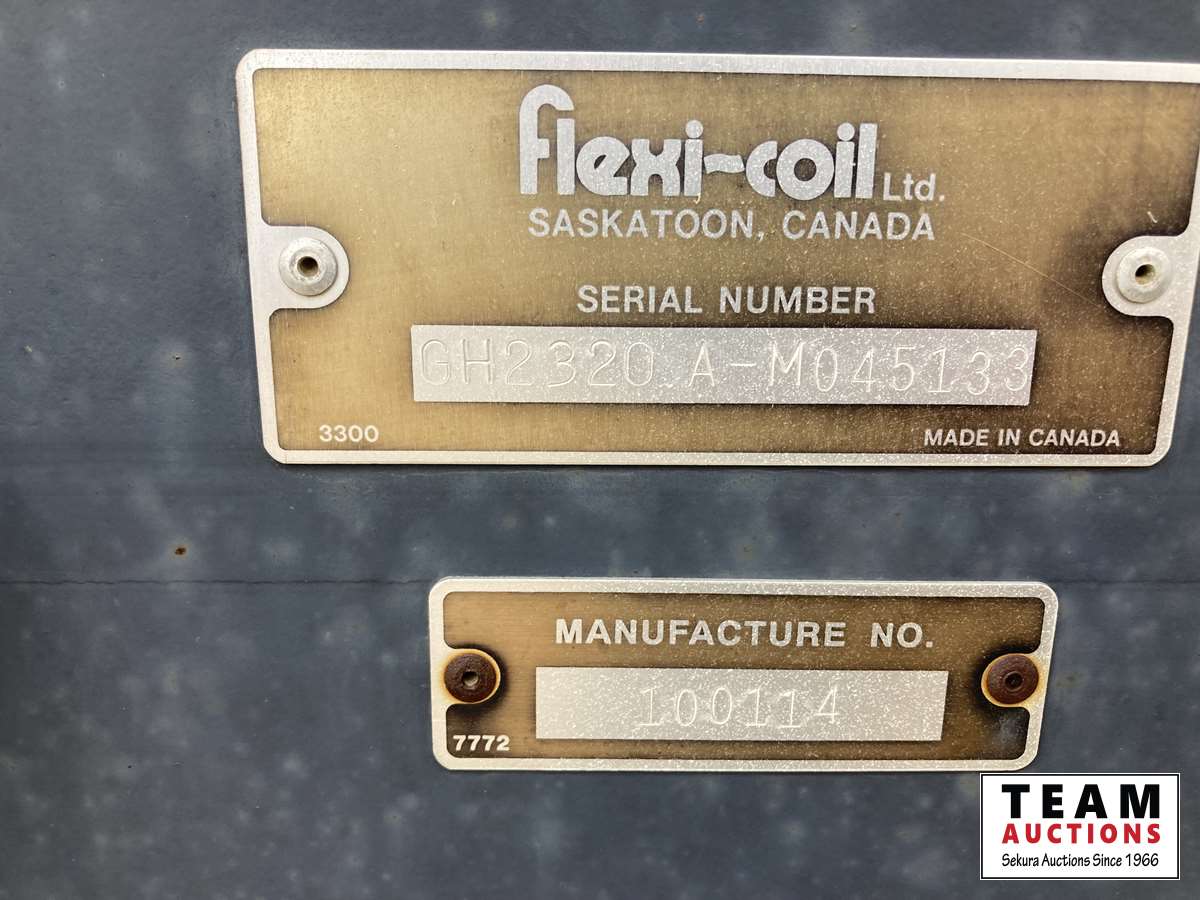 flexi-coil Ltd.
SASKATOON, CANADA
SERIAL NUMBER
GH2320 A-M045133
3300
MADE IN CANADA
MANUFACTURE NO.
100114
7772
TEAM
AUCTIONS
Sekura Auctions Since 1966